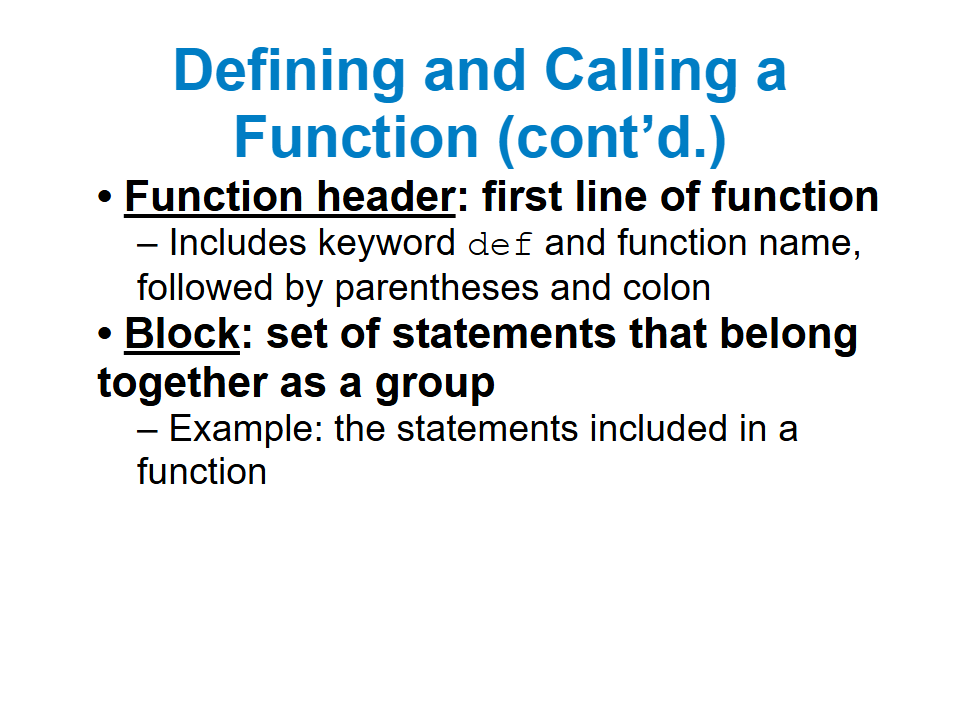 Defining and Calling a
Function (cont’d.)
• Function header: first line of function
– Includes keyword def and function name,
followed by parentheses and colon
• Block: set of statements that belong
together as a group
– Example: the statements included in a
function